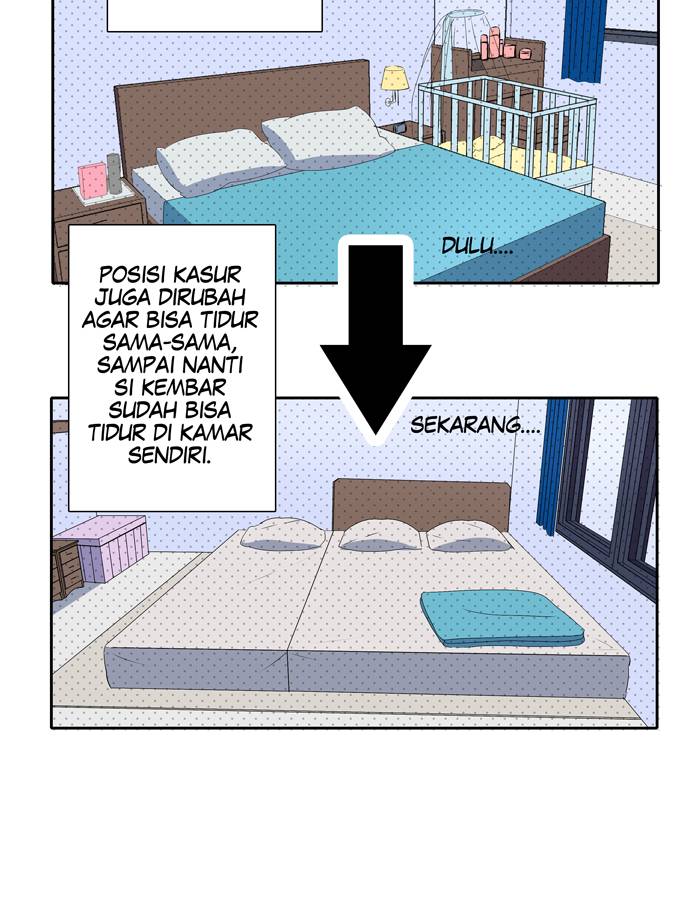 DULU....
POSISI KASUR
JUGA DIRUBAH
AGAR BISA TIDUR
SAMA-SAMA,
SAMPAI NANTI
SI KEMBAR
SUDAH BISA
TIDUR DI KAMAR
SENDIRI.
SEKARANG....